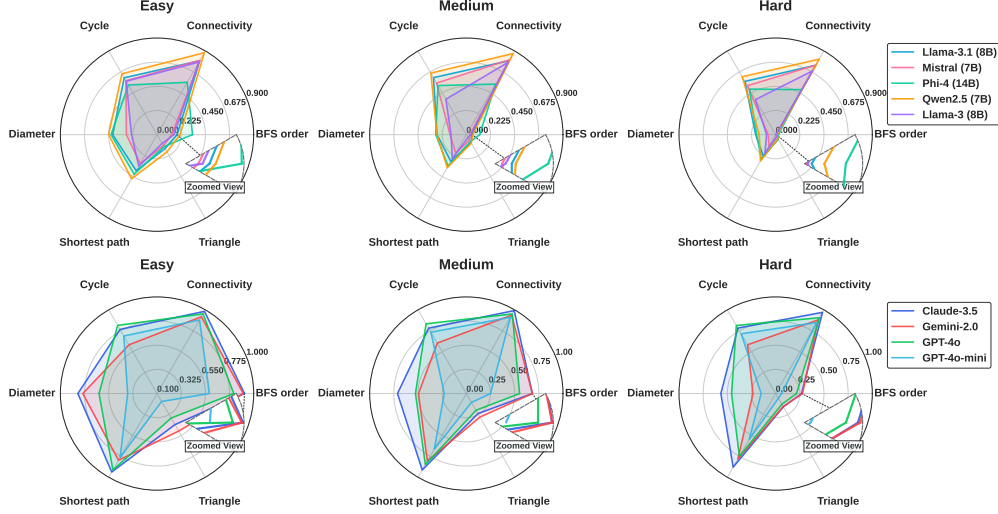 Easy
Medium
Hard
Cycle
Connectivity
Cycle
Connectivity
Cycle
Connectivity
Llama-3.1 (8B)
Mistral (7B)
Phi-4 (14B)
Qwen2.5 (7B)
Llama-3 (8B)
0.900
0.675
0.450
0.225
0.000
0.900
0.675
0.450
0.225
0.000
0.900
0.675
0.450
0.225
0.000
Diameter
BFS order
Diameter
BFS order
Diameter
BFS order
Zoomed View
Zoomed View
Zoomed View
Shortest path
Triangle
Shortest path
Triangle
Shortest path
Triangle
Easy
Medium
Hard
Cycle
Connectivity
Cycle
Connectivity
Cycle
Connectivity
Claude-3.5
Gemini-2.0
GPT-4o
GPT-4o-mini
1.000
0.775
0.550
0.325
0.100
1.00
0.75
0.50
0.25
0.00
1.00
0.75
0.50
0.25
0.00
Diameter
BFS order
Diameter
BFS order
Diameter
BFS order
Zoomed View
Zoomed View
Zoomed View
Shortest path
Triangle
Shortest path
Triangle
Shortest path
Triangle